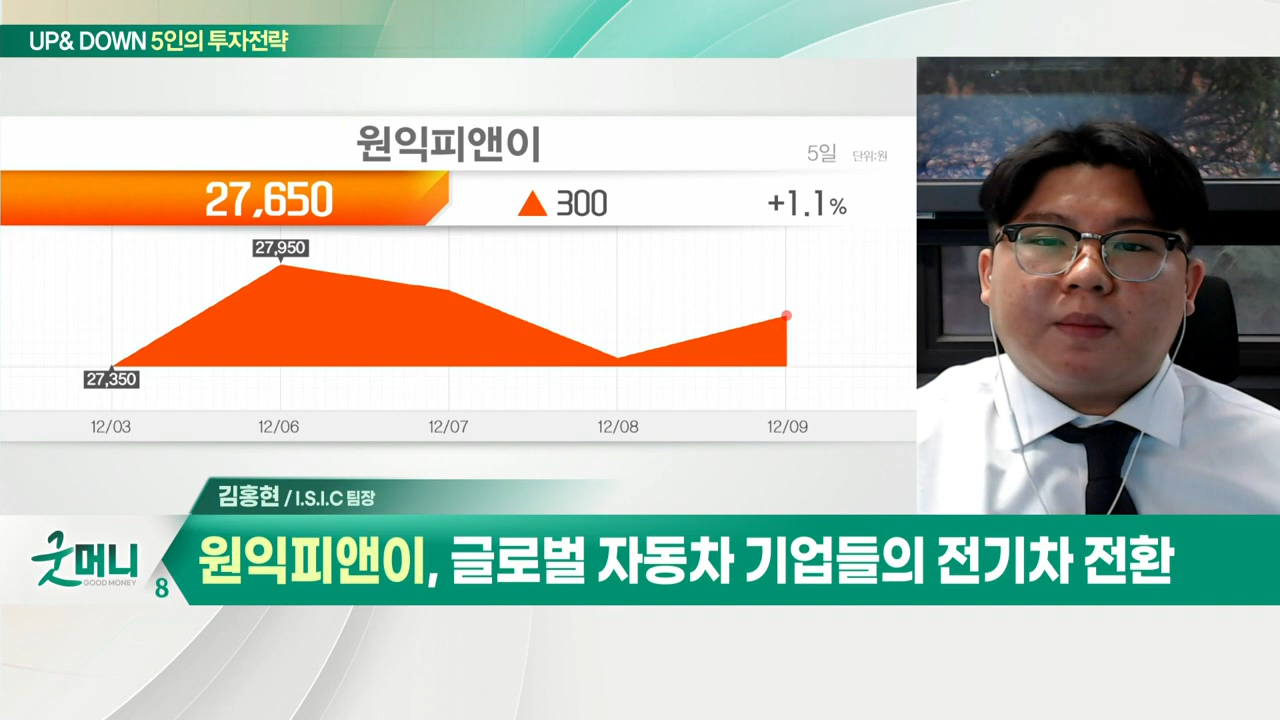 UP& DOWN 5인의 투자전략
원익피앤이
5일 단위:원
27,650 ▲300 +1.1%
27,950
27,350
12/03 12/06 12/07 12/08 12/09
김홍현 / I.S.I.C 팀장
굿머니
GOOD MONEY
8
원익피앤이, 글로벌 자동차 기업들의 전기차 전환